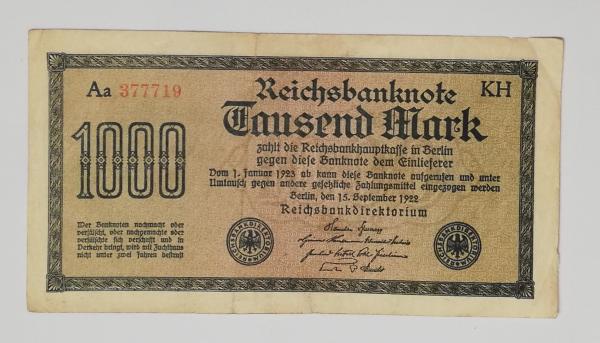 Aa 377719
KH
Reichsbanknote
Tausend Mark
1000
zahlt die Reichsbankhauptkasse in Berlin
gegen diese Banknote dem Einlieferer
Vom 1. Januar 1923 ab kann diese Banknote aufgerufen und unter
Umtausch gegen andere gesetzliche Zahlungsmittel eingezogen werden
Berlin, den 15. September 1922
Reichsbankdirektorium
Wer Banknoten nachmacht oder
verfälscht, oder nachgemachte oder
verfälschte sich verschafft und in
Verkehr bringt, wird mit Zuchthaus
nicht unter zwei Jahren bestraft